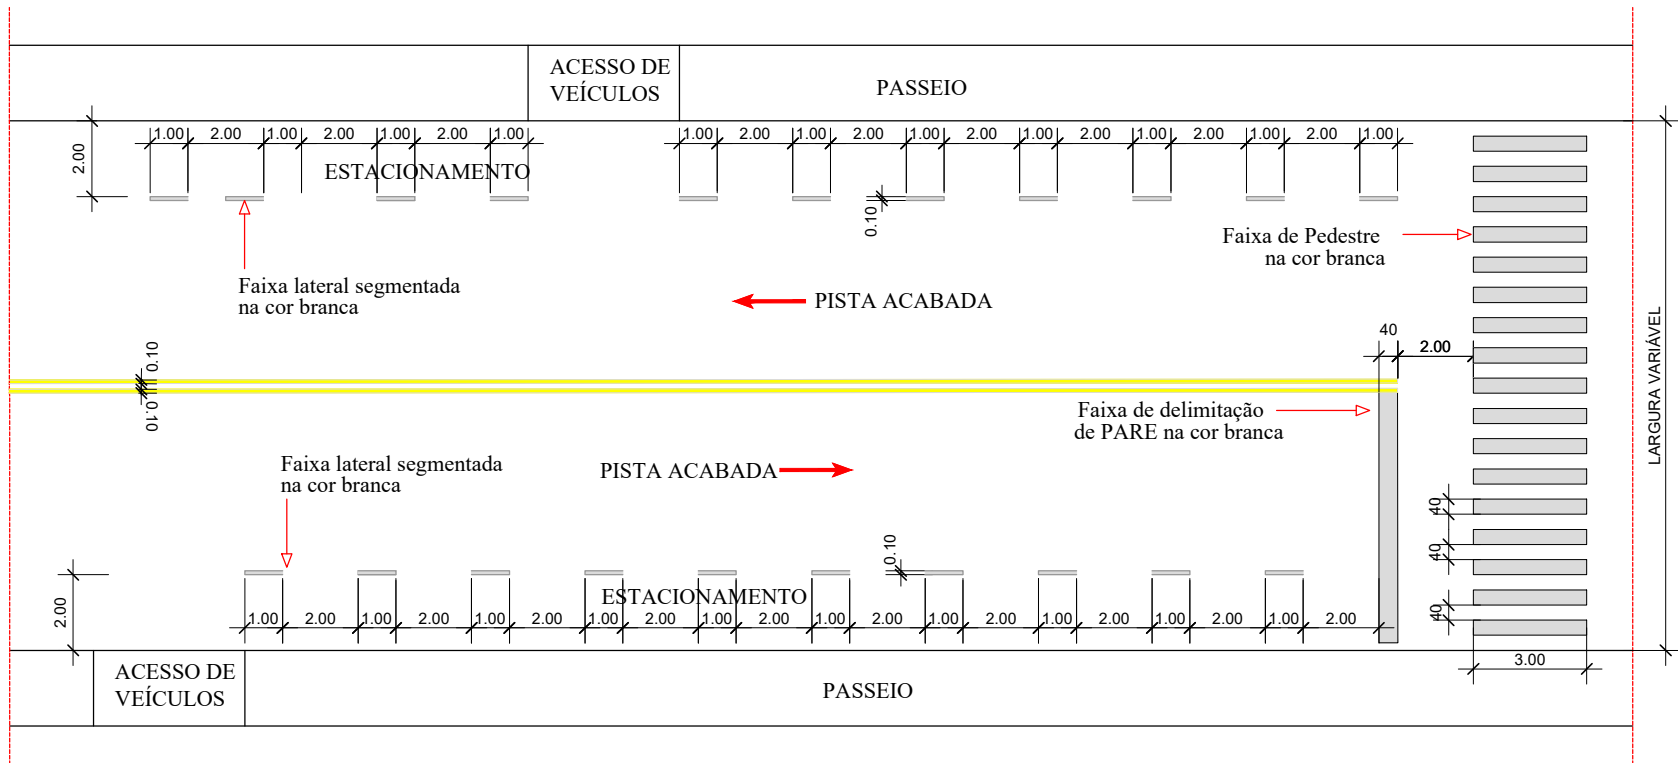 ACESSO DE
VEÍCULOS
PASSEIO
1.00 2.00 1.00 2.00 1.00 2.00 1.00
1.00 2.00 1.00 2.00 1.00 2.00 1.00 2.00 1.00 2.00 1.00 2.00 1.00
2.00
ESTACIONAMENTO
0.10
Faixa de Pedestre
na cor branca
Faixa lateral segmentada
na cor branca
PISTA ACABADA
LARGURA VARIÁVEL
40
2.00
0.10
0.10
Faixa de delimitação
de PARE na cor branca
Faixa lateral segmentada
na cor branca
PISTA ACABADA
40
40
40
0.10
2.00
ESTACIONAMENTO
1.00 2.00 1.00 2.00 1.00 2.00 1.00 2.00 1.00 2.00 1.00 2.00 1.00 2.00 1.00 2.00 1.00 2.00 1.00 2.00
3.00
ACESSO DE
VEÍCULOS
PASSEIO